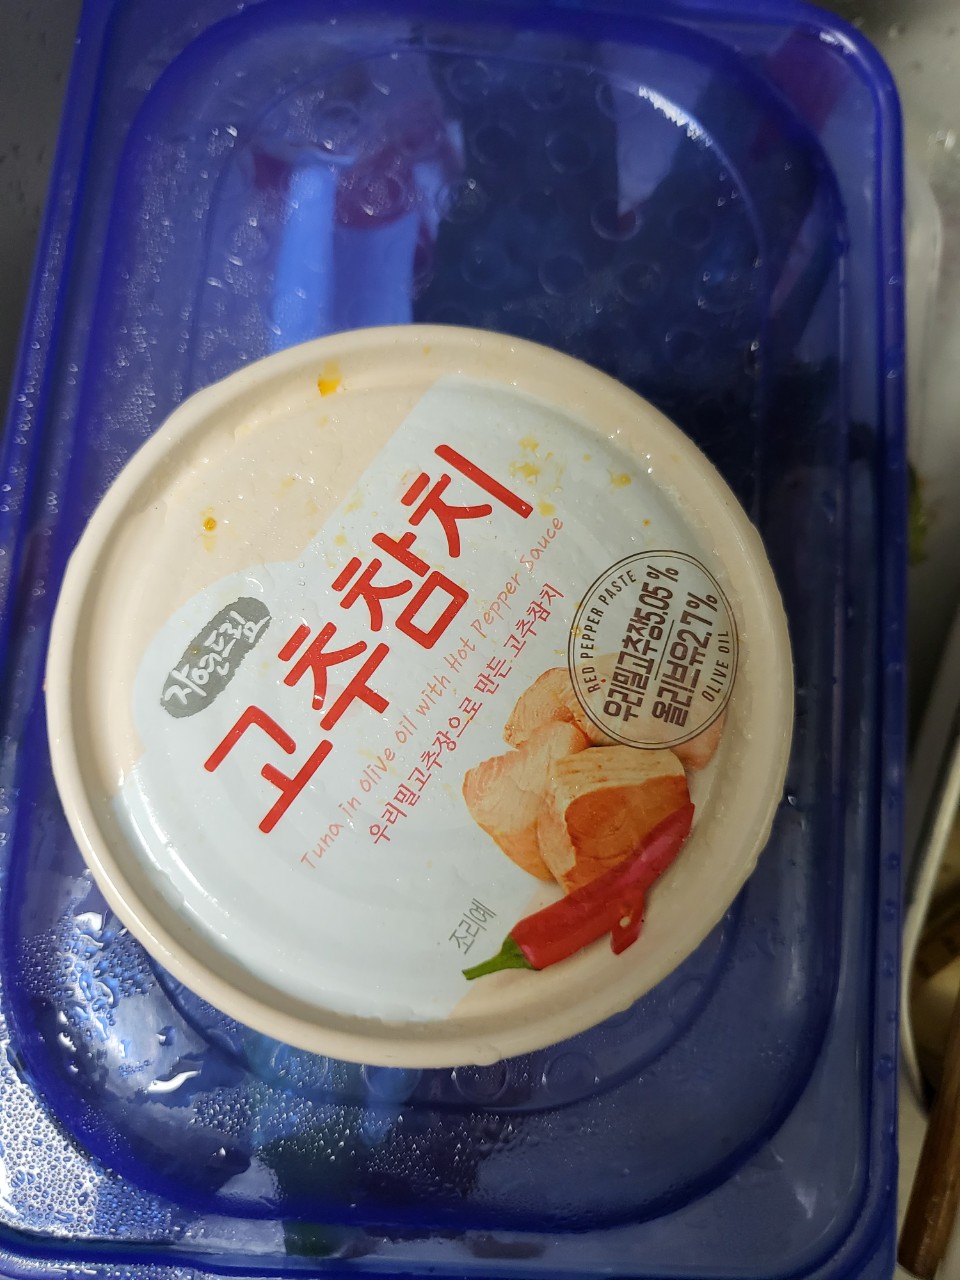 자연드림
고추참치
Tuna in olive oil with Hot Pepper Sauce
우리밀고추장으로 만든 고추참치
RED PEPPER PASTE
우리밀고추장5.05%
올리브유2.7%
OLIVE OIL
조리예